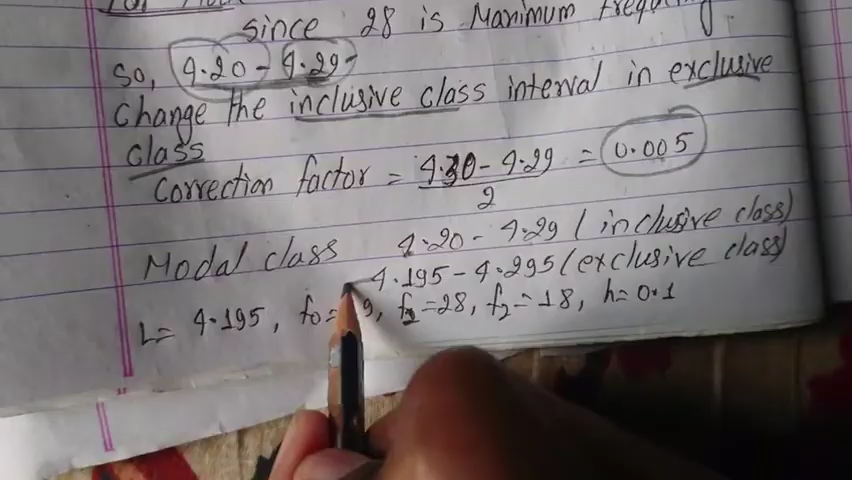 since 28 is Maximum
So, 4.20 - 4.29
Change the inclusive class interval in exclusive
class
Correction factor = 4.30 - 4.29 / 2 = 0.005
Modal class 4.20 - 4.29 ( inclusive class)
4.195 - 4.295 (exclusive class)
L = 4.195, f0 = 9, f1 = 28, f2 = 18, h = 0.1